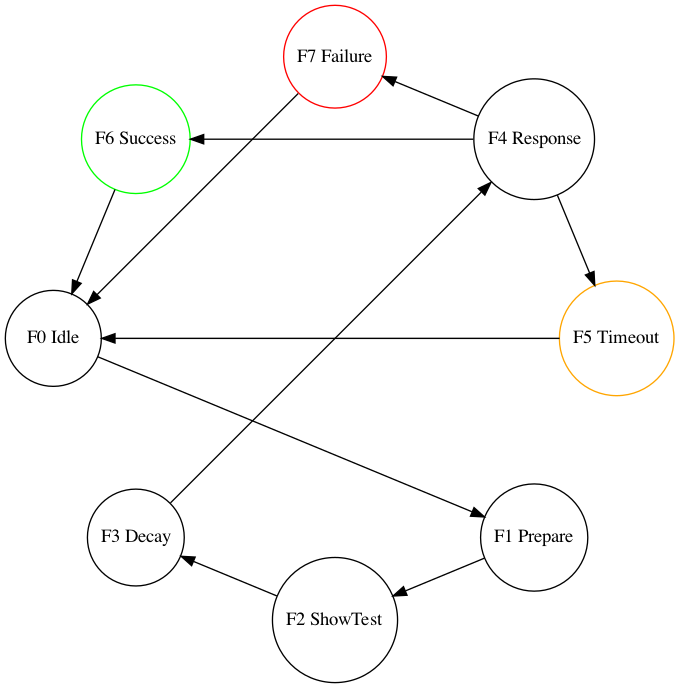 F7 Failure
F6 Success
F4 Response
F0 Idle
F5 Timeout
F3 Decay
F1 Prepare
F2 ShowTest